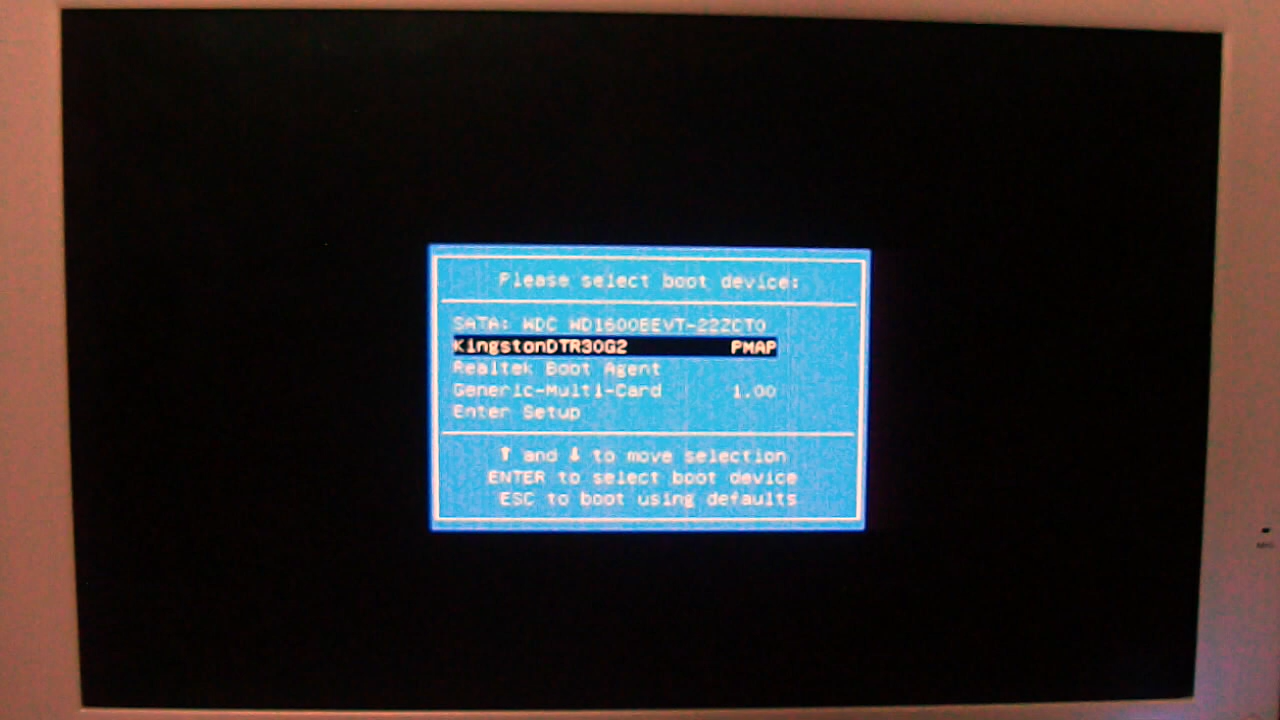 Please select boot device:
SATA: WDC WD1600BEVT-22ZCT0
KingstonDTR30G2 PMAP
Realtek Boot Agent
Generic-Multi-Card 1.00
Enter Setup
↑ and ↓ to move selection
ENTER to select boot device
ESC to boot using defaults